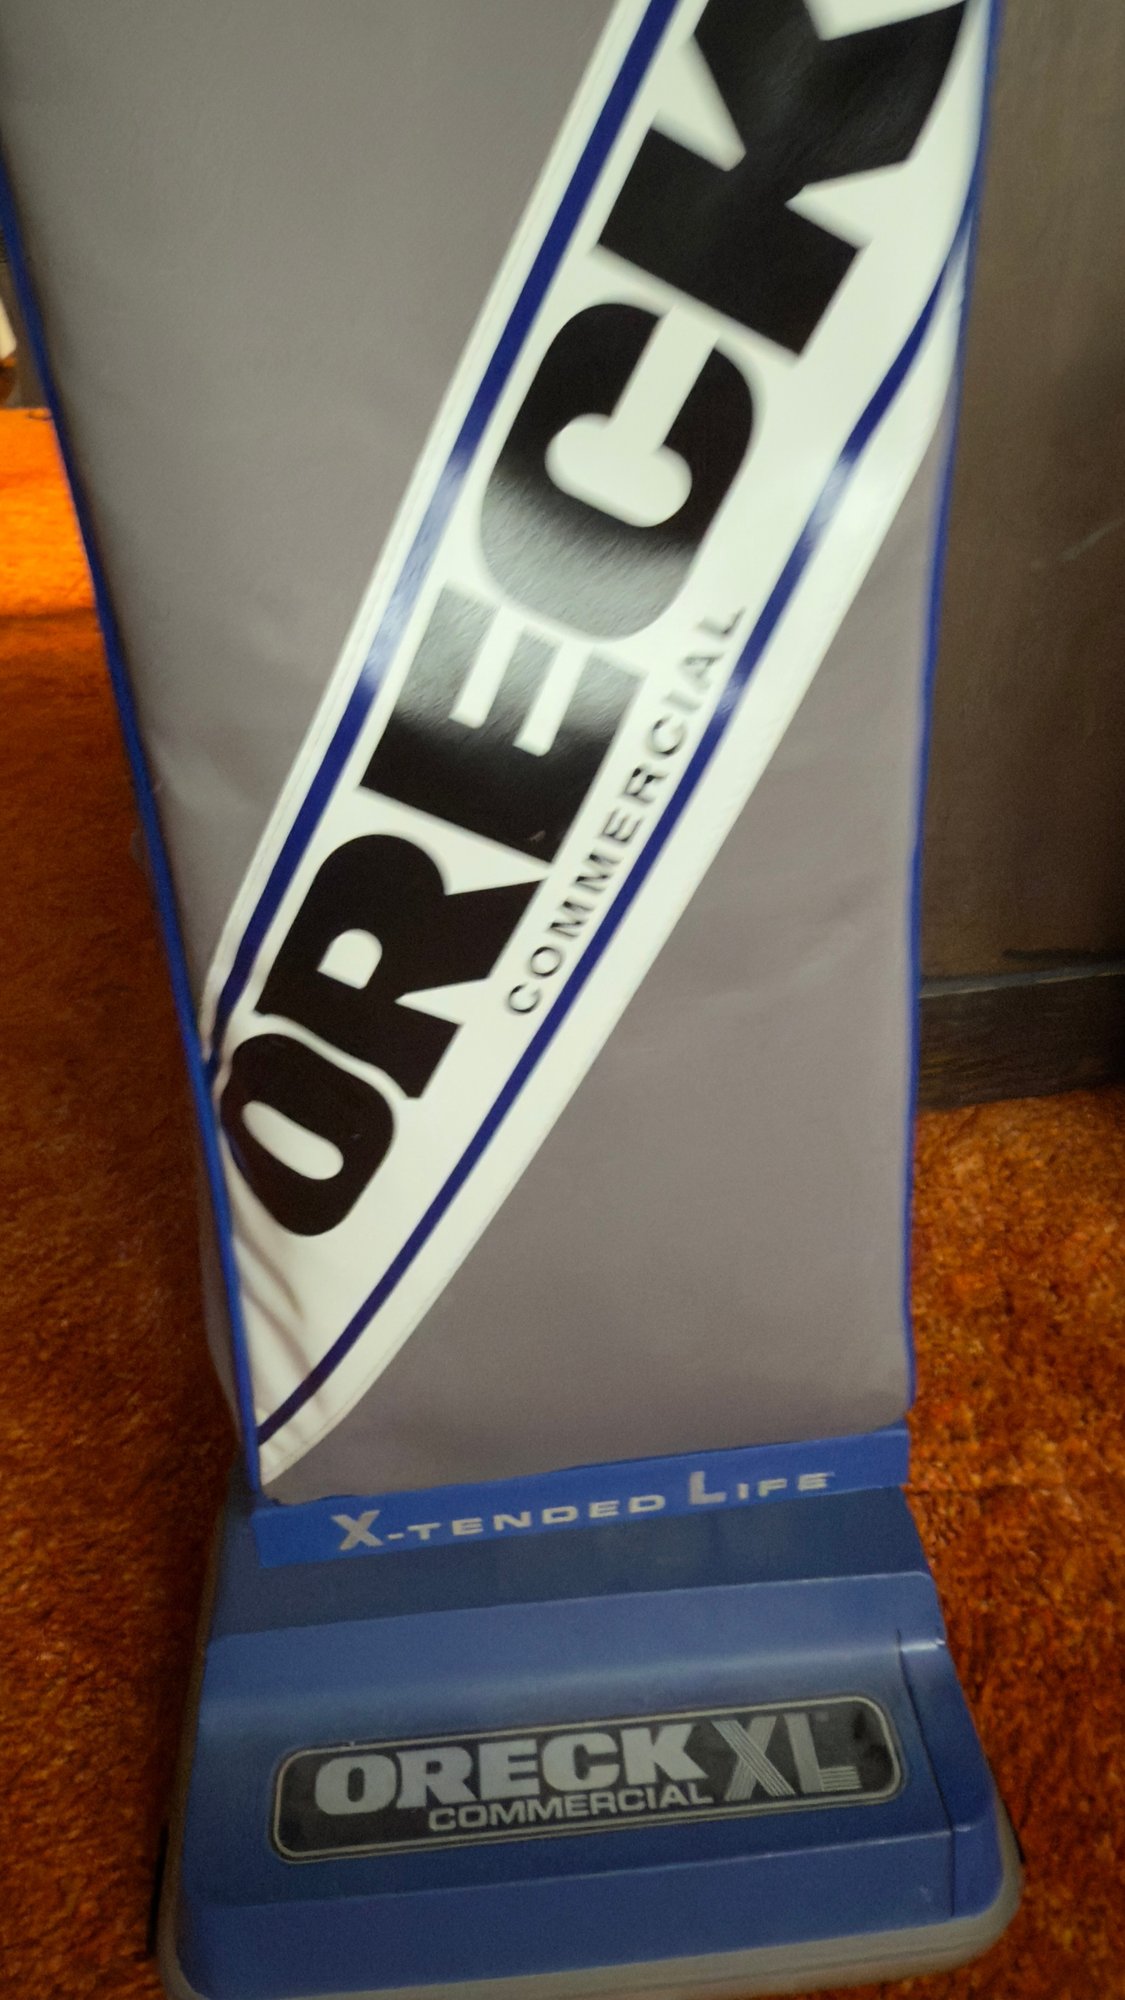 ORECK
COMMERCIAL
X-TENDED LIFE
ORECK XL
COMMERCIAL